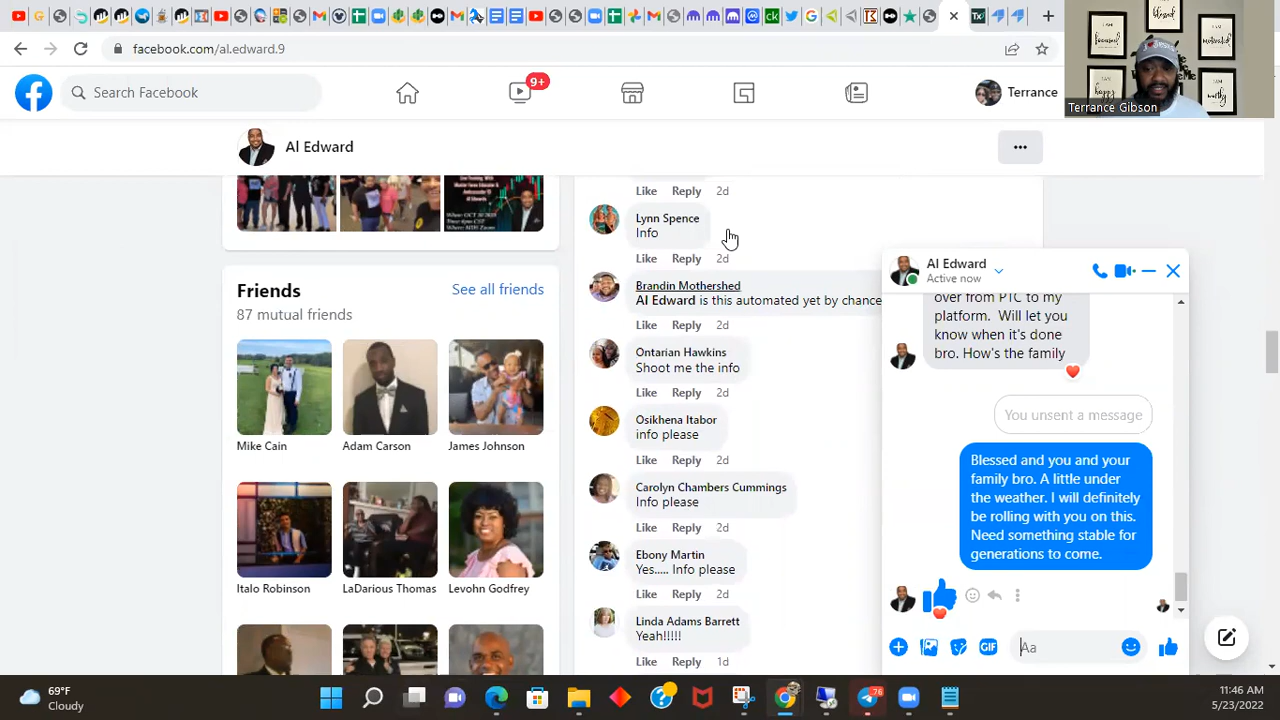 facebook.com/al.edward.9
Search Facebook
9+
Terrance
Terrance Gibson
Al Edward
Like Reply 2d
Lynn Spence
Info
Like Reply 2d
Brandin Mothershed
Al Edward is this automated yet by chance
Like Reply 2d
Ontarian Hawkins
Shoot me the info
Like Reply 2d
Osikhena Itabor
info please
Like Reply 2d
Carolyn Chambers Cummings
Info please
Like Reply 2d
Ebony Martin
Yes..... Info please
Like Reply 2d
Linda Adams Barrett
Yeah!!!!!
Like Reply 1d
Friends
See all friends
87 mutual friends
Mike Cain
Adam Carson
James Johnson
Italo Robinson
LaDarious Thomas
Levohn Godfrey
Al Edward
Active now
over from PTC to my
platform. Will let you
know when it's done
bro. How's the family
You unsent a message
Blessed and you and your
family bro. A little under
the weather. I will definitely
be rolling with you on this.
Need something stable for
generations to come.
GIF
Aa
69°F
Cloudy
76
11:46 AM
5/23/2022